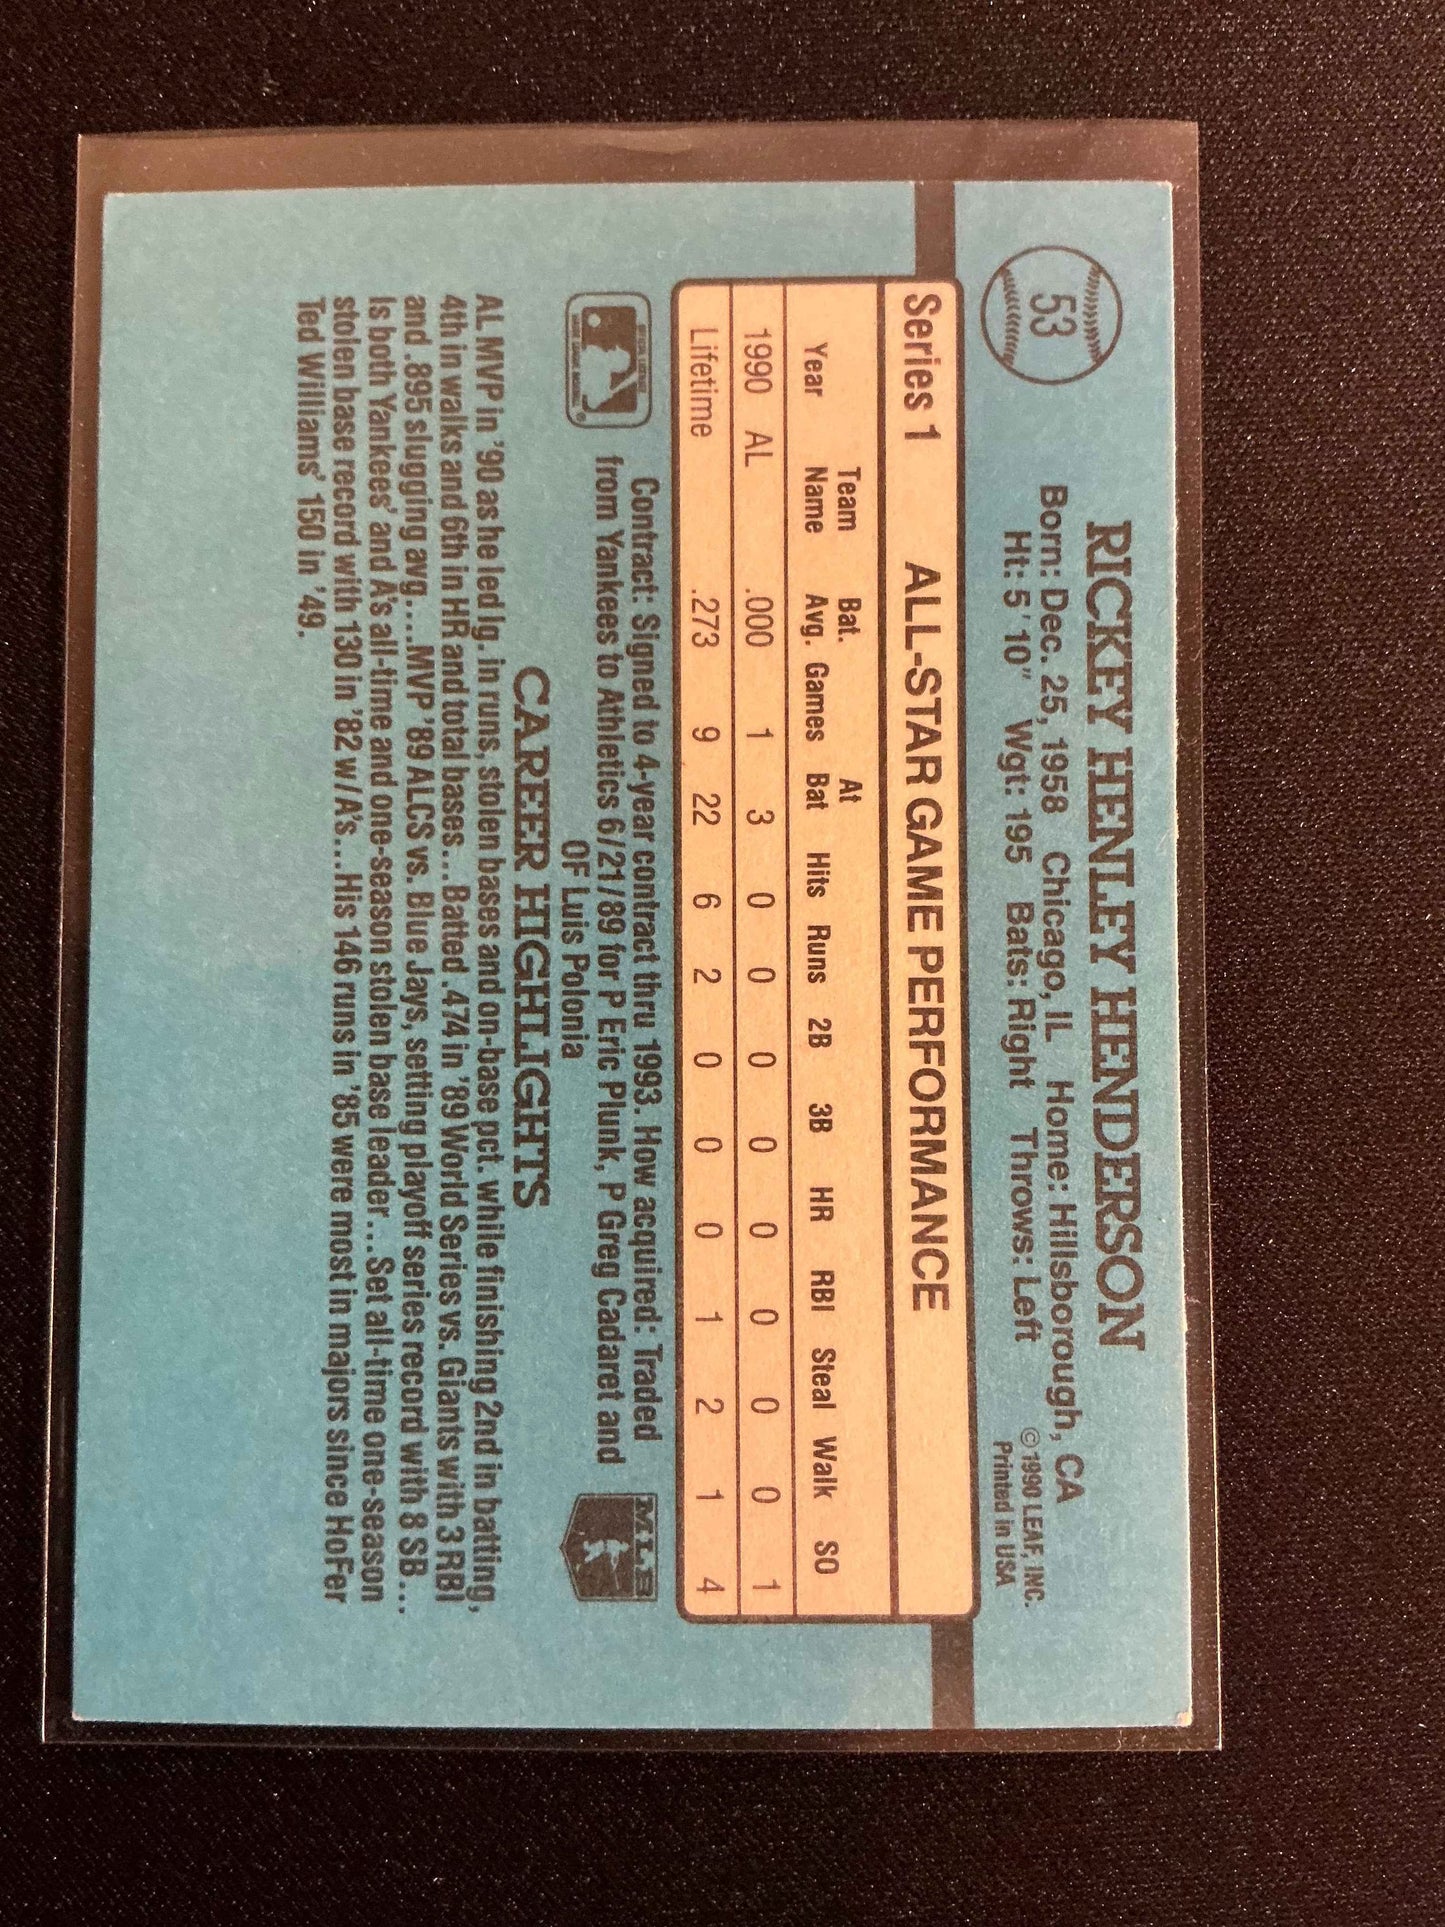 53
RICKEY HENLEY HENDERSON
Born: Dec. 25, 1958 Chicago, IL Home: Hillsborough, CA
Ht: 5'10" Wgt: 195 Bats: Right Throws: Left
©1990 LEAF, INC.
Printed in USA
Series 1 ALL-STAR GAME PERFORMANCE
Team Bat. At
Year Name Avg. Games Bat Hits Runs 2B 3B HR RBI Steal Walk SO
1990 AL .000 1 3 0 0 0 0 0 0 0 0 1
Lifetime .273 9 22 6 2 0 0 0 1 2 1 4
Contract: Signed to 4-year contract thru 1993. How acquired: Traded
from Yankees to Athletics 6/21/89 for P Eric Plunk, P Greg Cadaret and
OF Luis Polonia
MLB
CAREER HIGHLIGHTS
AL MVP in '90 as he led lg. in runs, stolen bases and on-base pct. while finishing 2nd in batting,
4th in walks and 6th in HR and total bases...Batted .474 in '89 World Series vs. Giants with 3 RBI
and .895 slugging avg....MVP '89 ALCS vs. Blue Jays, setting playoff series record with 8 SB...
Is both Yankees' and A's all-time and one-season stolen base leader...Set all-time one-season
stolen base record with 130 in '82 w/A's...His 146 runs in '85 were most in majors since HoFer
Ted Williams' 150 in '49.